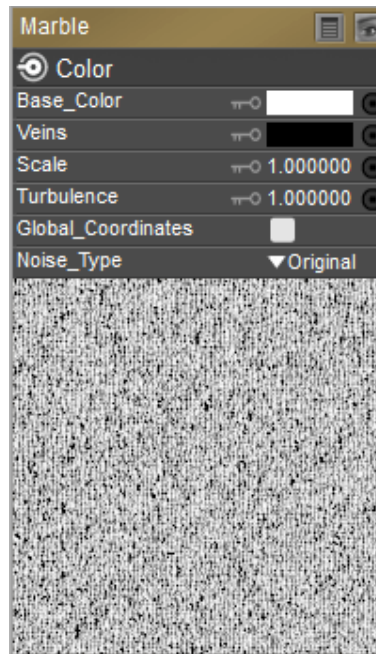 Marble
Color
Base_Color
Veins
Scale 1.000000
Turbulence 1.000000
Global_Coordinates
Noise_Type ▼Original